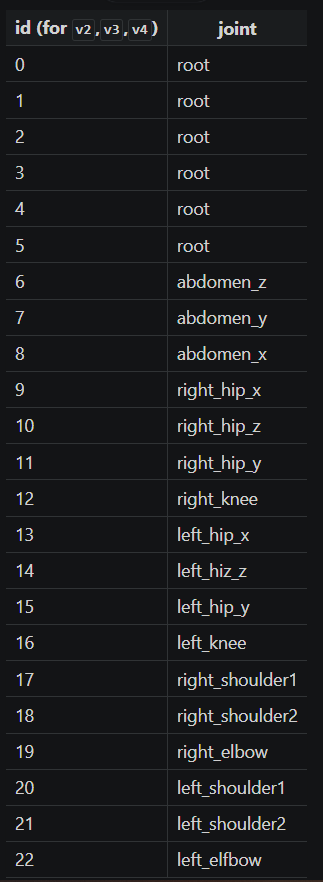 id (for v2,v3,v4) joint
0 root
1 root
2 root
3 root
4 root
5 root
6 abdomen_z
7 abdomen_y
8 abdomen_x
9 right_hip_x
10 right_hip_z
11 right_hip_y
12 right_knee
13 left_hip_x
14 left_hiz_z
15 left_hip_y
16 left_knee
17 right_shoulder1
18 right_shoulder2
19 right_elbow
20 left_shoulder1
21 left_shoulder2
22 left_elfbow